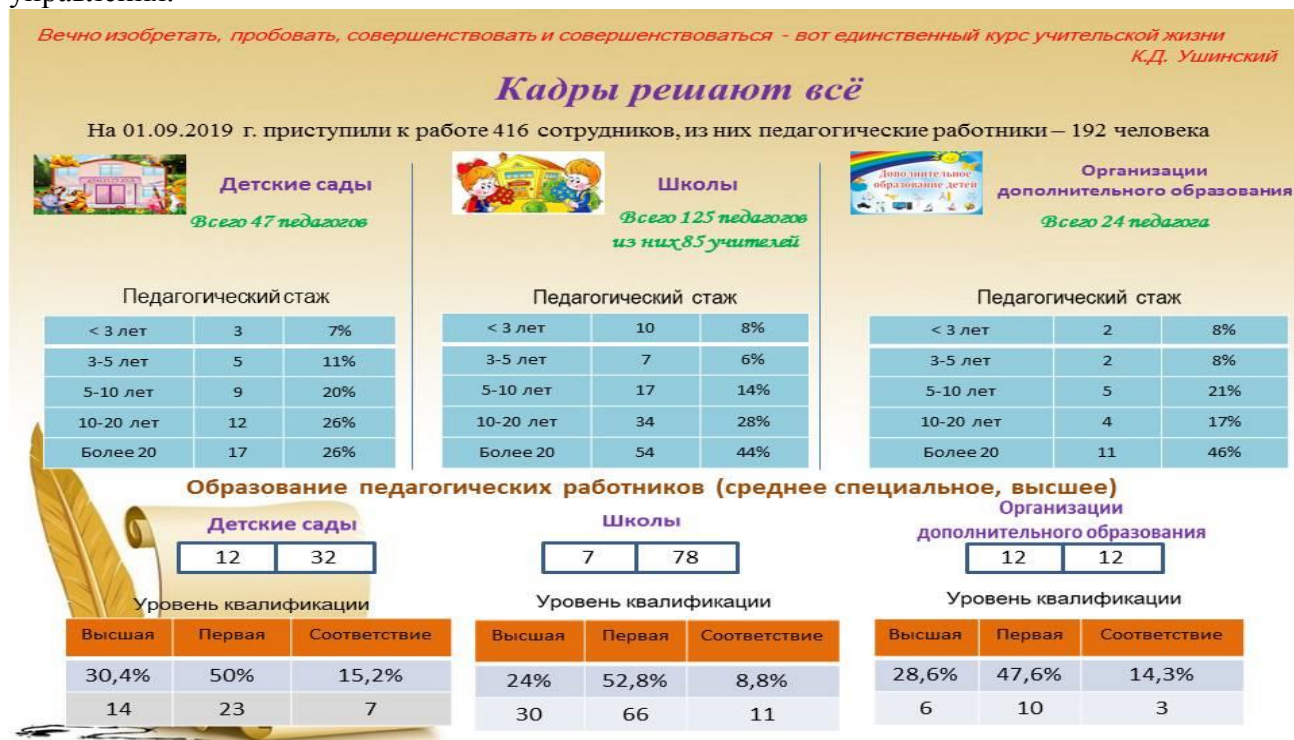 управления.
Вечно изобретать, пробовать, совершенствовать и совершенствоваться - вот единственный курс учительской жизни
К.Д. Ушинский
Кадры решают всё
На 01.09.2019 г. приступили к работе 416 сотрудников, из них педагогические работники – 192 человека
Детские сады
Всего 47 педагогов
Школы
Всего 125 педагогов
из них 85 учителей
Дополнительное
образование детей
Организации
дополнительного образования
Всего 24 педагога
Педагогический стаж
< 3 лет 3 7%
3-5 лет 5 11%
5-10 лет 9 20%
10-20 лет 12 26%
Более 20 17 26%
Педагогический стаж
< 3 лет 10 8%
3-5 лет 7 6%
5-10 лет 17 14%
10-20 лет 34 28%
Более 20 54 44%
Педагогический стаж
< 3 лет 2 8%
3-5 лет 2 8%
5-10 лет 5 21%
10-20 лет 4 17%
Более 20 11 46%
Образование педагогических работников (среднее специальное, высшее)
Детские сады
12 32
Школы
7 78
Организации
дополнительного образования
12 12
Уровень квалификации
Высшая Первая Соответствие
30,4% 50% 15,2%
14 23 7
Уровень квалификации
Высшая Первая Соответствие
24% 52,8% 8,8%
30 66 11
Уровень квалификации
Высшая Первая Соответствие
28,6% 47,6% 14,3%
6 10 3